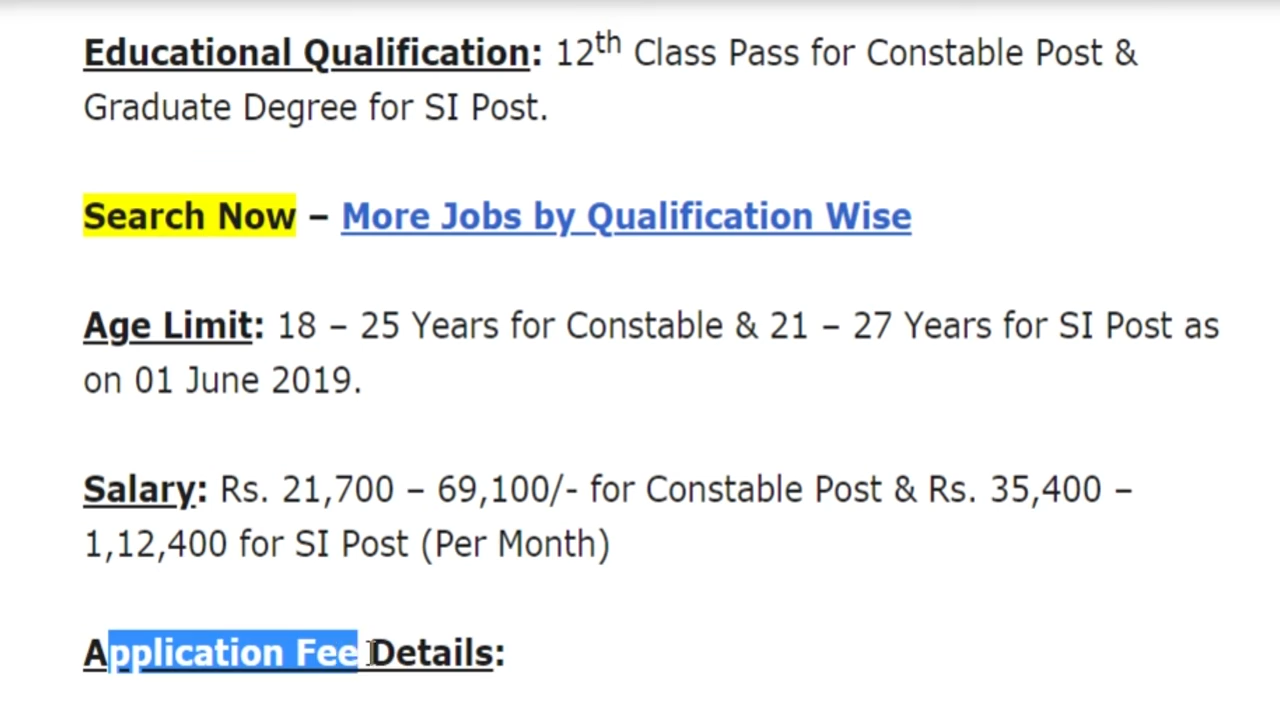 Educational Qualification: 12th Class Pass for Constable Post &
Graduate Degree for SI Post.
Search Now – More Jobs by Qualification Wise
Age Limit: 18 – 25 Years for Constable & 21 – 27 Years for SI Post as
on 01 June 2019.
Salary: Rs. 21,700 – 69,100/- for Constable Post & Rs. 35,400 –
1,12,400 for SI Post (Per Month)
Application Fee Details: